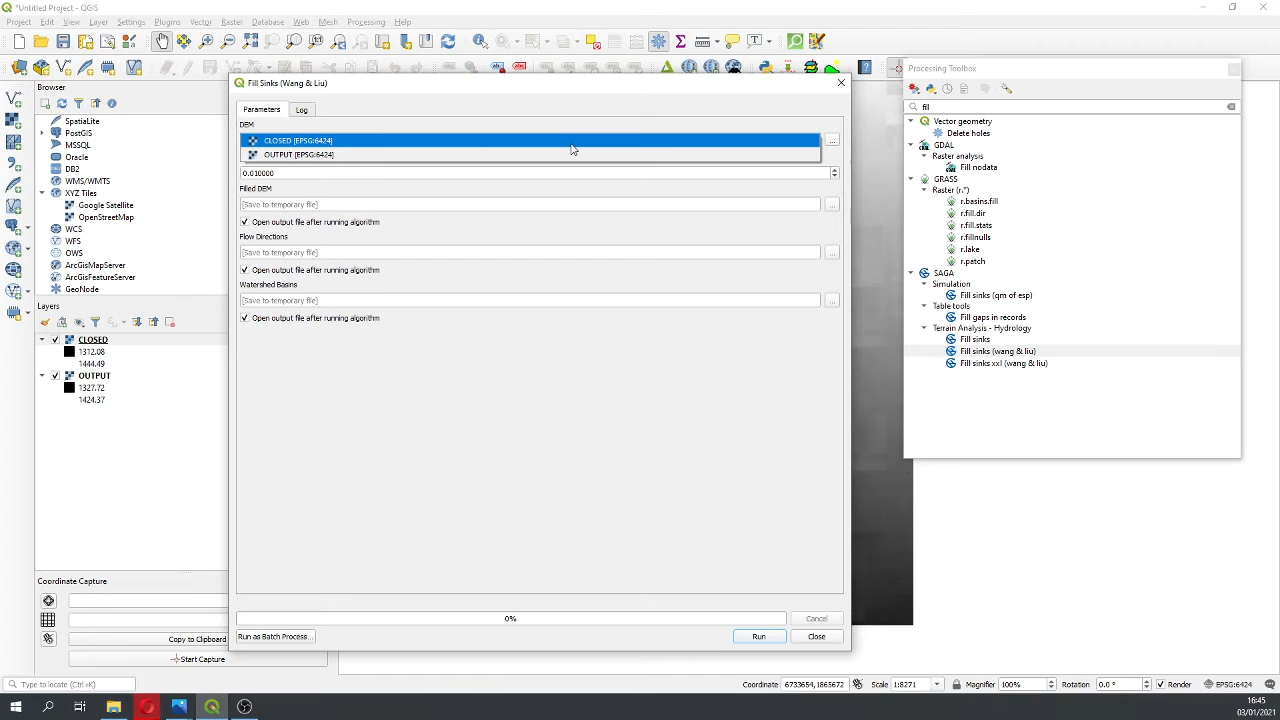 *Untitled Project - QGIS
Project Edit View Layer Settings Plugins Vector Raster Database Web Mesh Processing Help
Fill Sinks (Wang & Liu)
Parameters
Log
DEM
CLOSED [EPSG:6424]
OUTPUT [EPSG:6424]
...
0.010000
Filled DEM
[Save to temporary file]
...
Open output file after running algorithm
Flow Directions
[Save to temporary file]
...
Open output file after running algorithm
Watershed Basins
[Save to temporary file]
...
Open output file after running algorithm
0%
Cancel
Run as Batch Process...
Run
Close
Browser
SpatiaLite
PostGIS
MSSQL
Oracle
DB2
WMS/WMTS
XYZ Tiles
Google Satellite
OpenStreetMap
WCS
WFS
OWS
ArcGisMapServer
ArcGisFeatureServer
GeoNode
Layers
CLOSED
1312.08
1444.49
OUTPUT
1327.72
1424.37
Coordinate Capture
Copy to Clipboard
Start Capture
Processing Toolbox
fill
Vector geometry
Delete holes
GDAL
Raster analysis
Fill nodata
GRASS
Raster (r.*)
r.basins.fill
r.fill.dir
r.fill.stats
r.fillnulls
r.lake
r.patch
SAGA
Simulation
Fill sinks (qm of esp)
Table tools
Fill gaps in records
Terrain Analysis - Hydrology
Fill sinks
Fill sinks (wang & liu)
Fill sinks xxl (wang & liu)
Type to locate (Ctrl+K)
Coordinate 6733654,1865672 Scale 1:8271 Magnifier 100% Rotation 0.0 ° Render EPSG:6424
16:45
03/01/2021